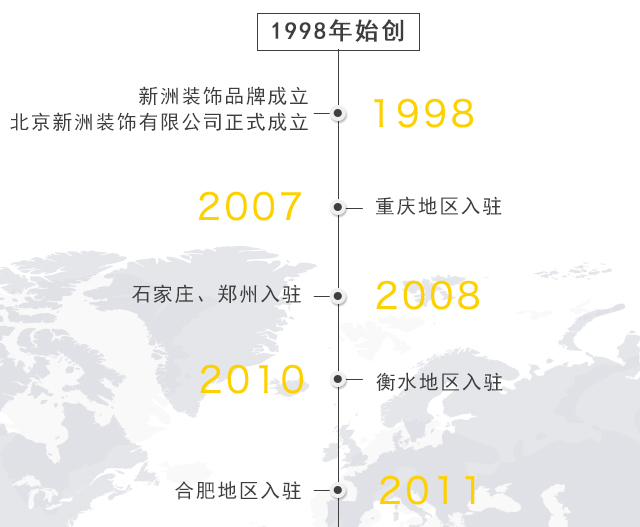 1998年始创
新洲装饰品牌成立
北京新洲装饰有限公司正式成立
1998
2007
重庆地区入驻
石家庄、郑州入驻
2008
2010
衡水地区入驻
合肥地区入驻
2011